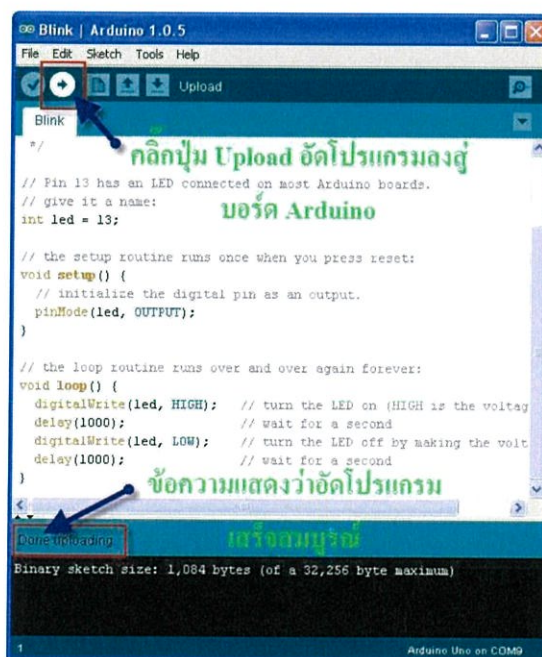 Blink | Arduino 1.0.5
File Edit Sketch Tools Help
Upload
Blink
*/
คลิ๊กปุ่ม Upload อัดโปรแกรมลงสู่
// Pin 13 has an LED connected on most Arduino boards.
// give it a name:
บอร์ด Arduino
int led = 13;
// the setup routine runs once when you press reset:
void setup() {
// initialize the digital pin as an output.
pinMode(led, OUTPUT);
}
// the loop routine runs over and over again forever:
void loop() {
digitalWrite(led, HIGH); // turn the LED on (HIGH is the voltag
delay(1000); // wait for a second
digitalWrite(led, LOW); // turn the LED off by making the volt
delay(1000); // wait for a second
}
ข้อความแสดงว่าอัดโปรแกรม
เสร็จสมบูรณ์
Done uploading
Binary sketch size: 1,084 bytes (of a 32,256 byte maximum)
1
Arduino Uno on COM9